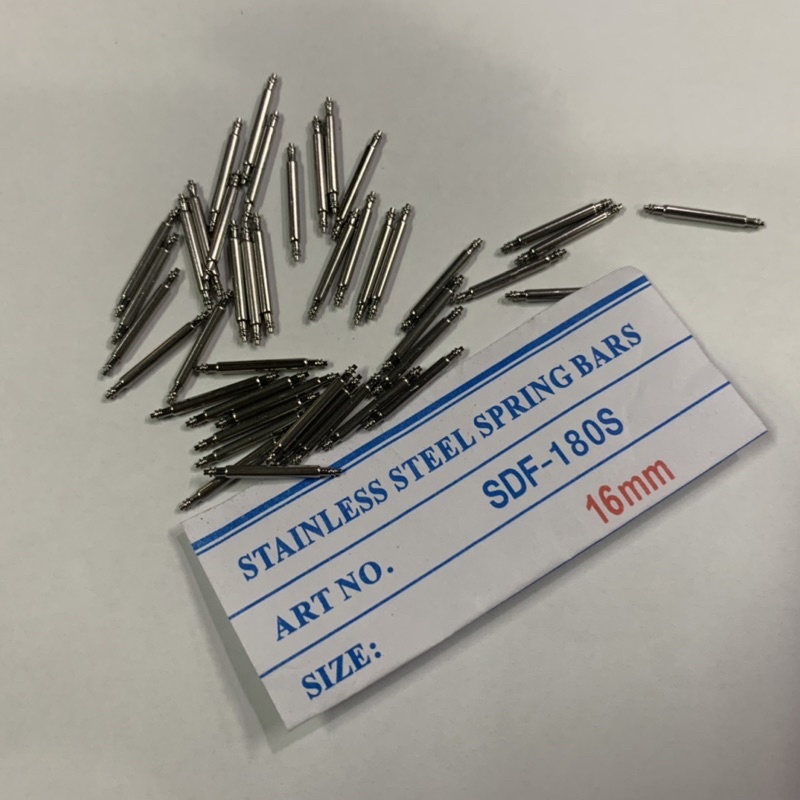 STAINLESS STEEL SPRING BARS
ART NO. SDF-180S
SIZE: 16mm